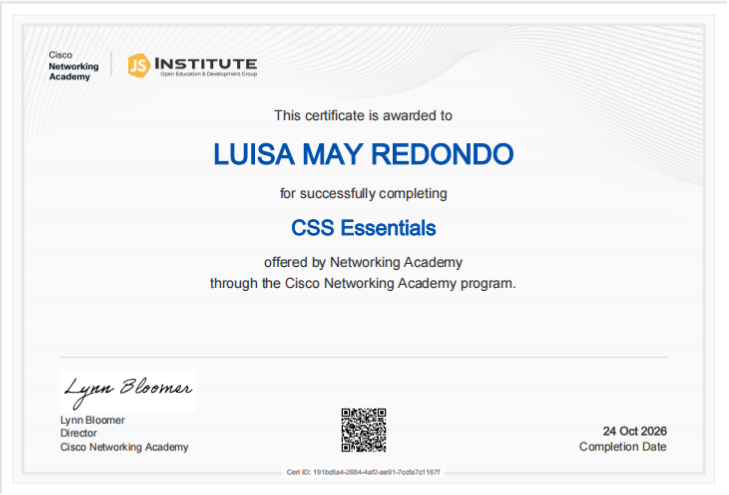 Cisco
Networking
Academy
JS INSTITUTE
Open Education & Development Group
This certificate is awarded to
LUISA MAY REDONDO
for successfully completing
CSS Essentials
offered by Networking Academy
through the Cisco Networking Academy program.
Lynn Bloomer
Lynn Bloomer
Director
Cisco Networking Academy
24 Oct 2026
Completion Date
Cert ID: